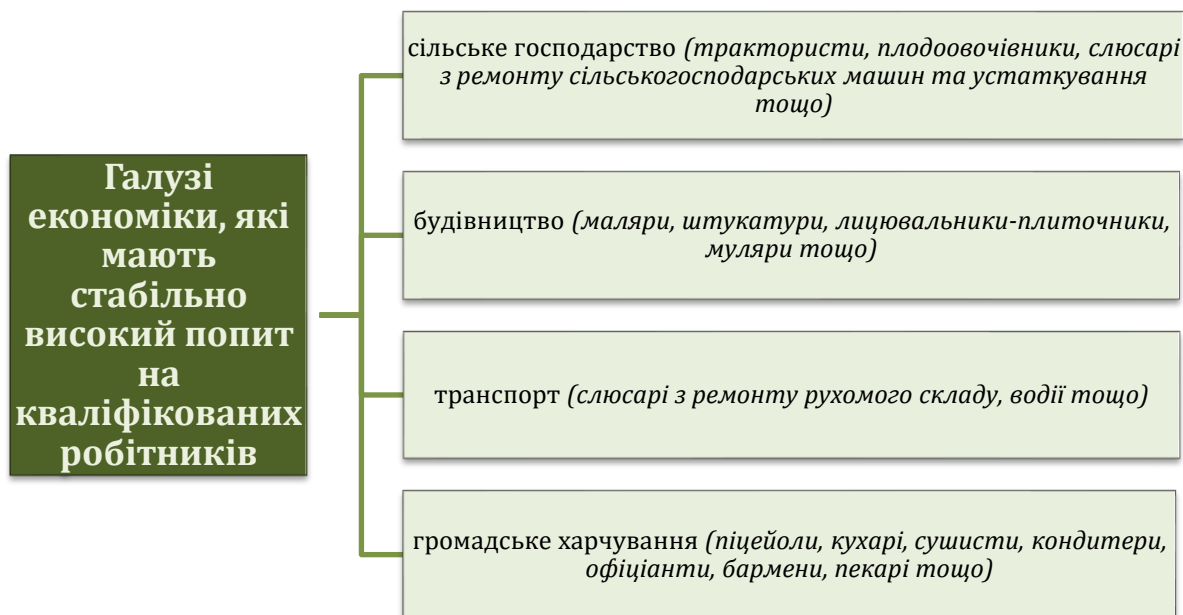 Галузі
економіки, які
мають
стабільно
високий попит
на
кваліфікованих
робітників
сільське господарство (трактористи, плодоовочівники, слюсарі
з ремонту сільськогосподарських машин та устаткування
тощо)
будівництво (маляри, штукатури, лицювальники-плиточники,
муляри тощо)
транспорт (слюсарі з ремонту рухомого складу, водії тощо)
громадське харчування (піцейоли, кухарі, сушисти, кондитери,
офіціанти, бармени, пекарі тощо)